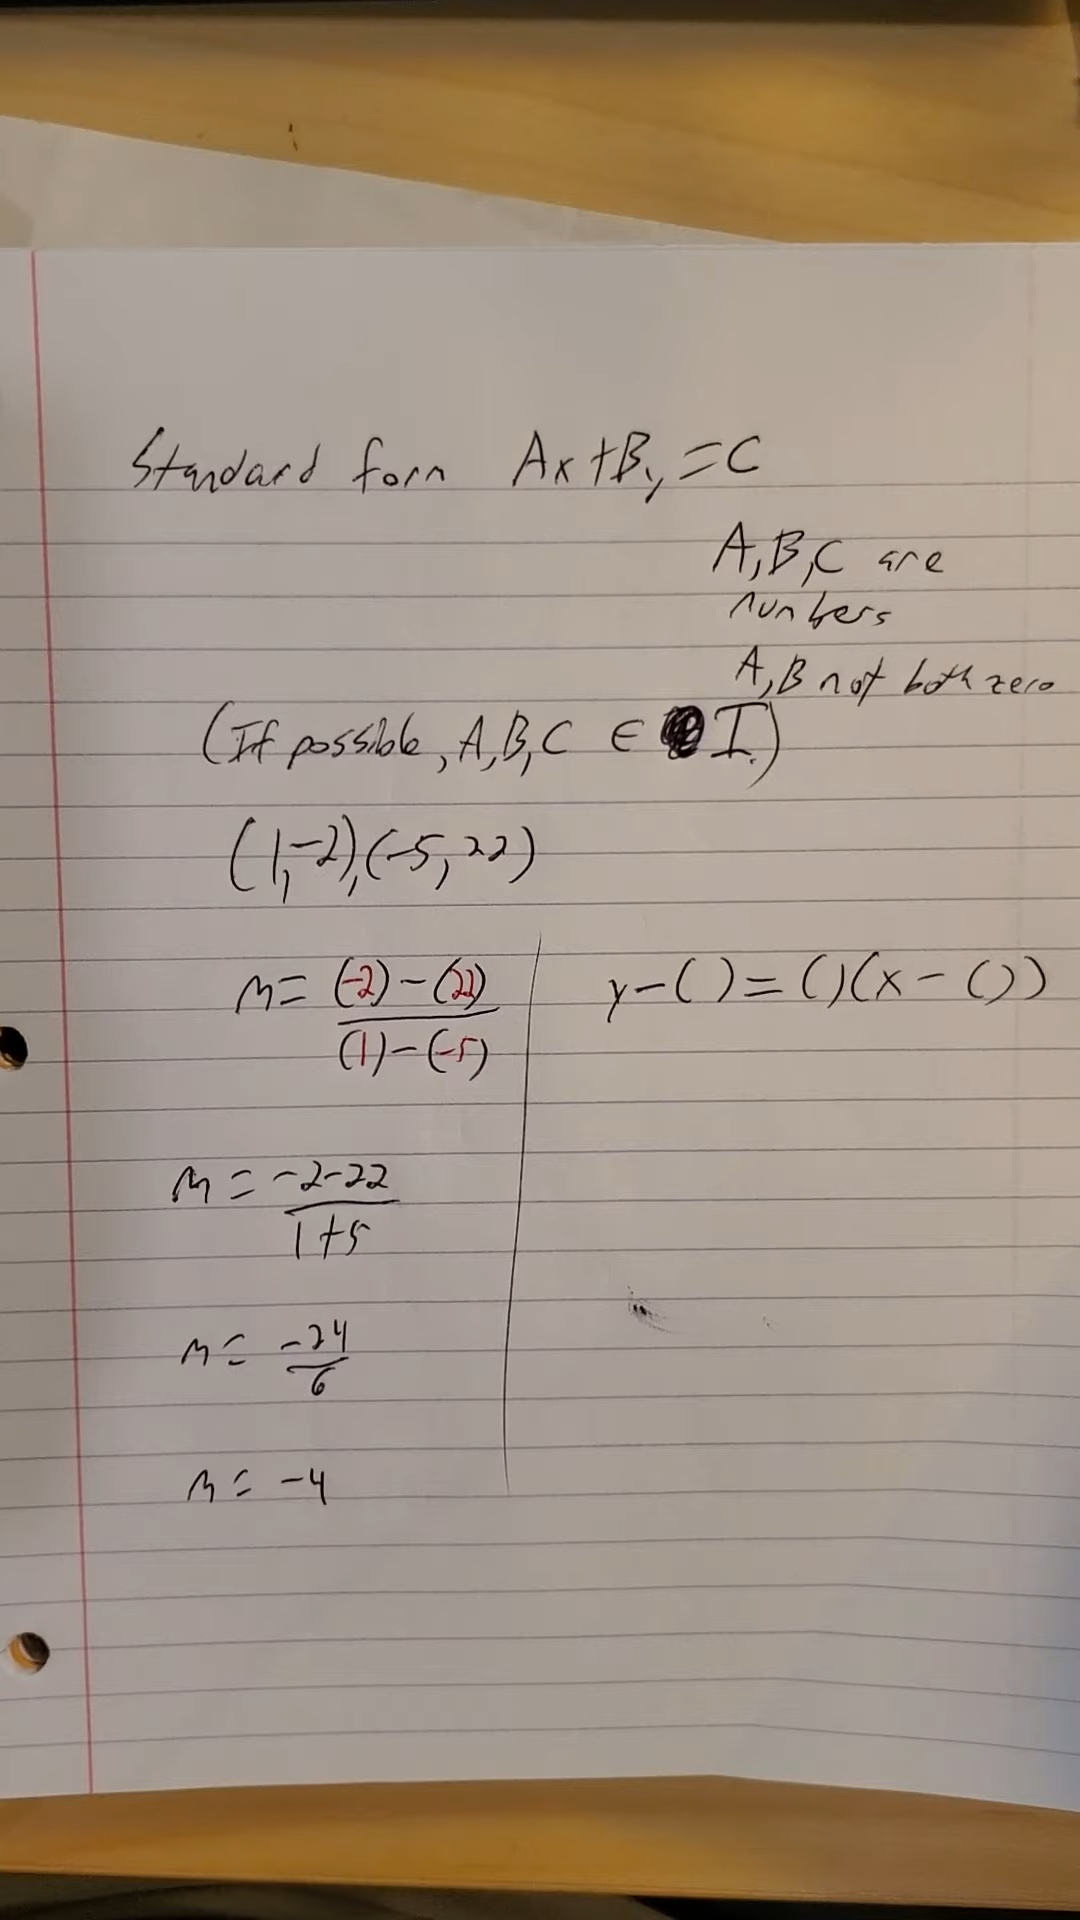 Standard form Ax+By=C
A,B,C are
numbers
A,B not both zero
(If possible, A,B,C ∈ I.)
(1,-2),(-5,22)
m= (-2)-(22)
(1)-(-5)
m= -2-22
1+5
m= -24
6
m= -4
y-( )=( )(x-( ))